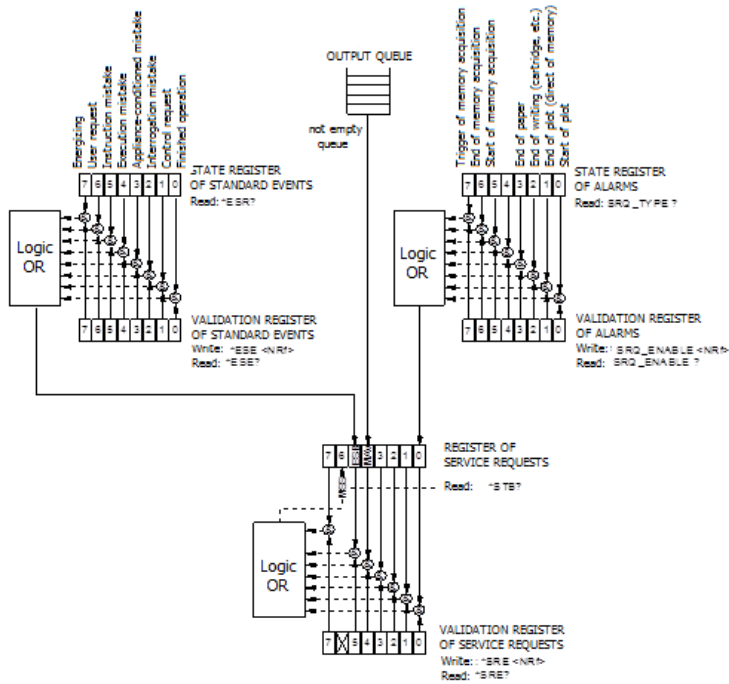 OUTPUT QUEUE
not empty
queue
Energizing
User request
Instruction mistake
Execution mistake
Appliance-conditioned mistake
Interrogation mistake
Control request
Finished operation
7 6 5 4 3 2 1 0
STATE REGISTER
OF STANDARD EVENTS
Read: *ESR?
Logic
OR
7 6 5 4 3 2 1 0
VALIDATION REGISTER
OF STANDARD EVENTS
Write: *ESE <NRf>
Read: *ESE?
Trigger of memory acquisition
End of memory acquisition
Start of memory acquisition
End of paper
End of writing (cartridge, etc.)
End of plot (direct of memory)
Start of plot
7 6 5 4 3 2 1 0
STATE REGISTER
OF ALARMS
Read: SRQ_TYPE ?
Logic
OR
7 6 5 4 3 2 1 0
VALIDATION REGISTER
OF ALARMS
Write: : SRQ_ENABLE <NRf>
Read: SRQ_ENABLE ?
7 6 ESB MAV 3 2 1 0
REGISTER OF
SERVICE REQUESTS
MSS
Read: *STB?
Logic
OR
7 5 4 3 2 1 0
VALIDATION REGISTER
OF SERVICE REQUESTS
Write: : *SRE <NRf>
Read: *SRE?